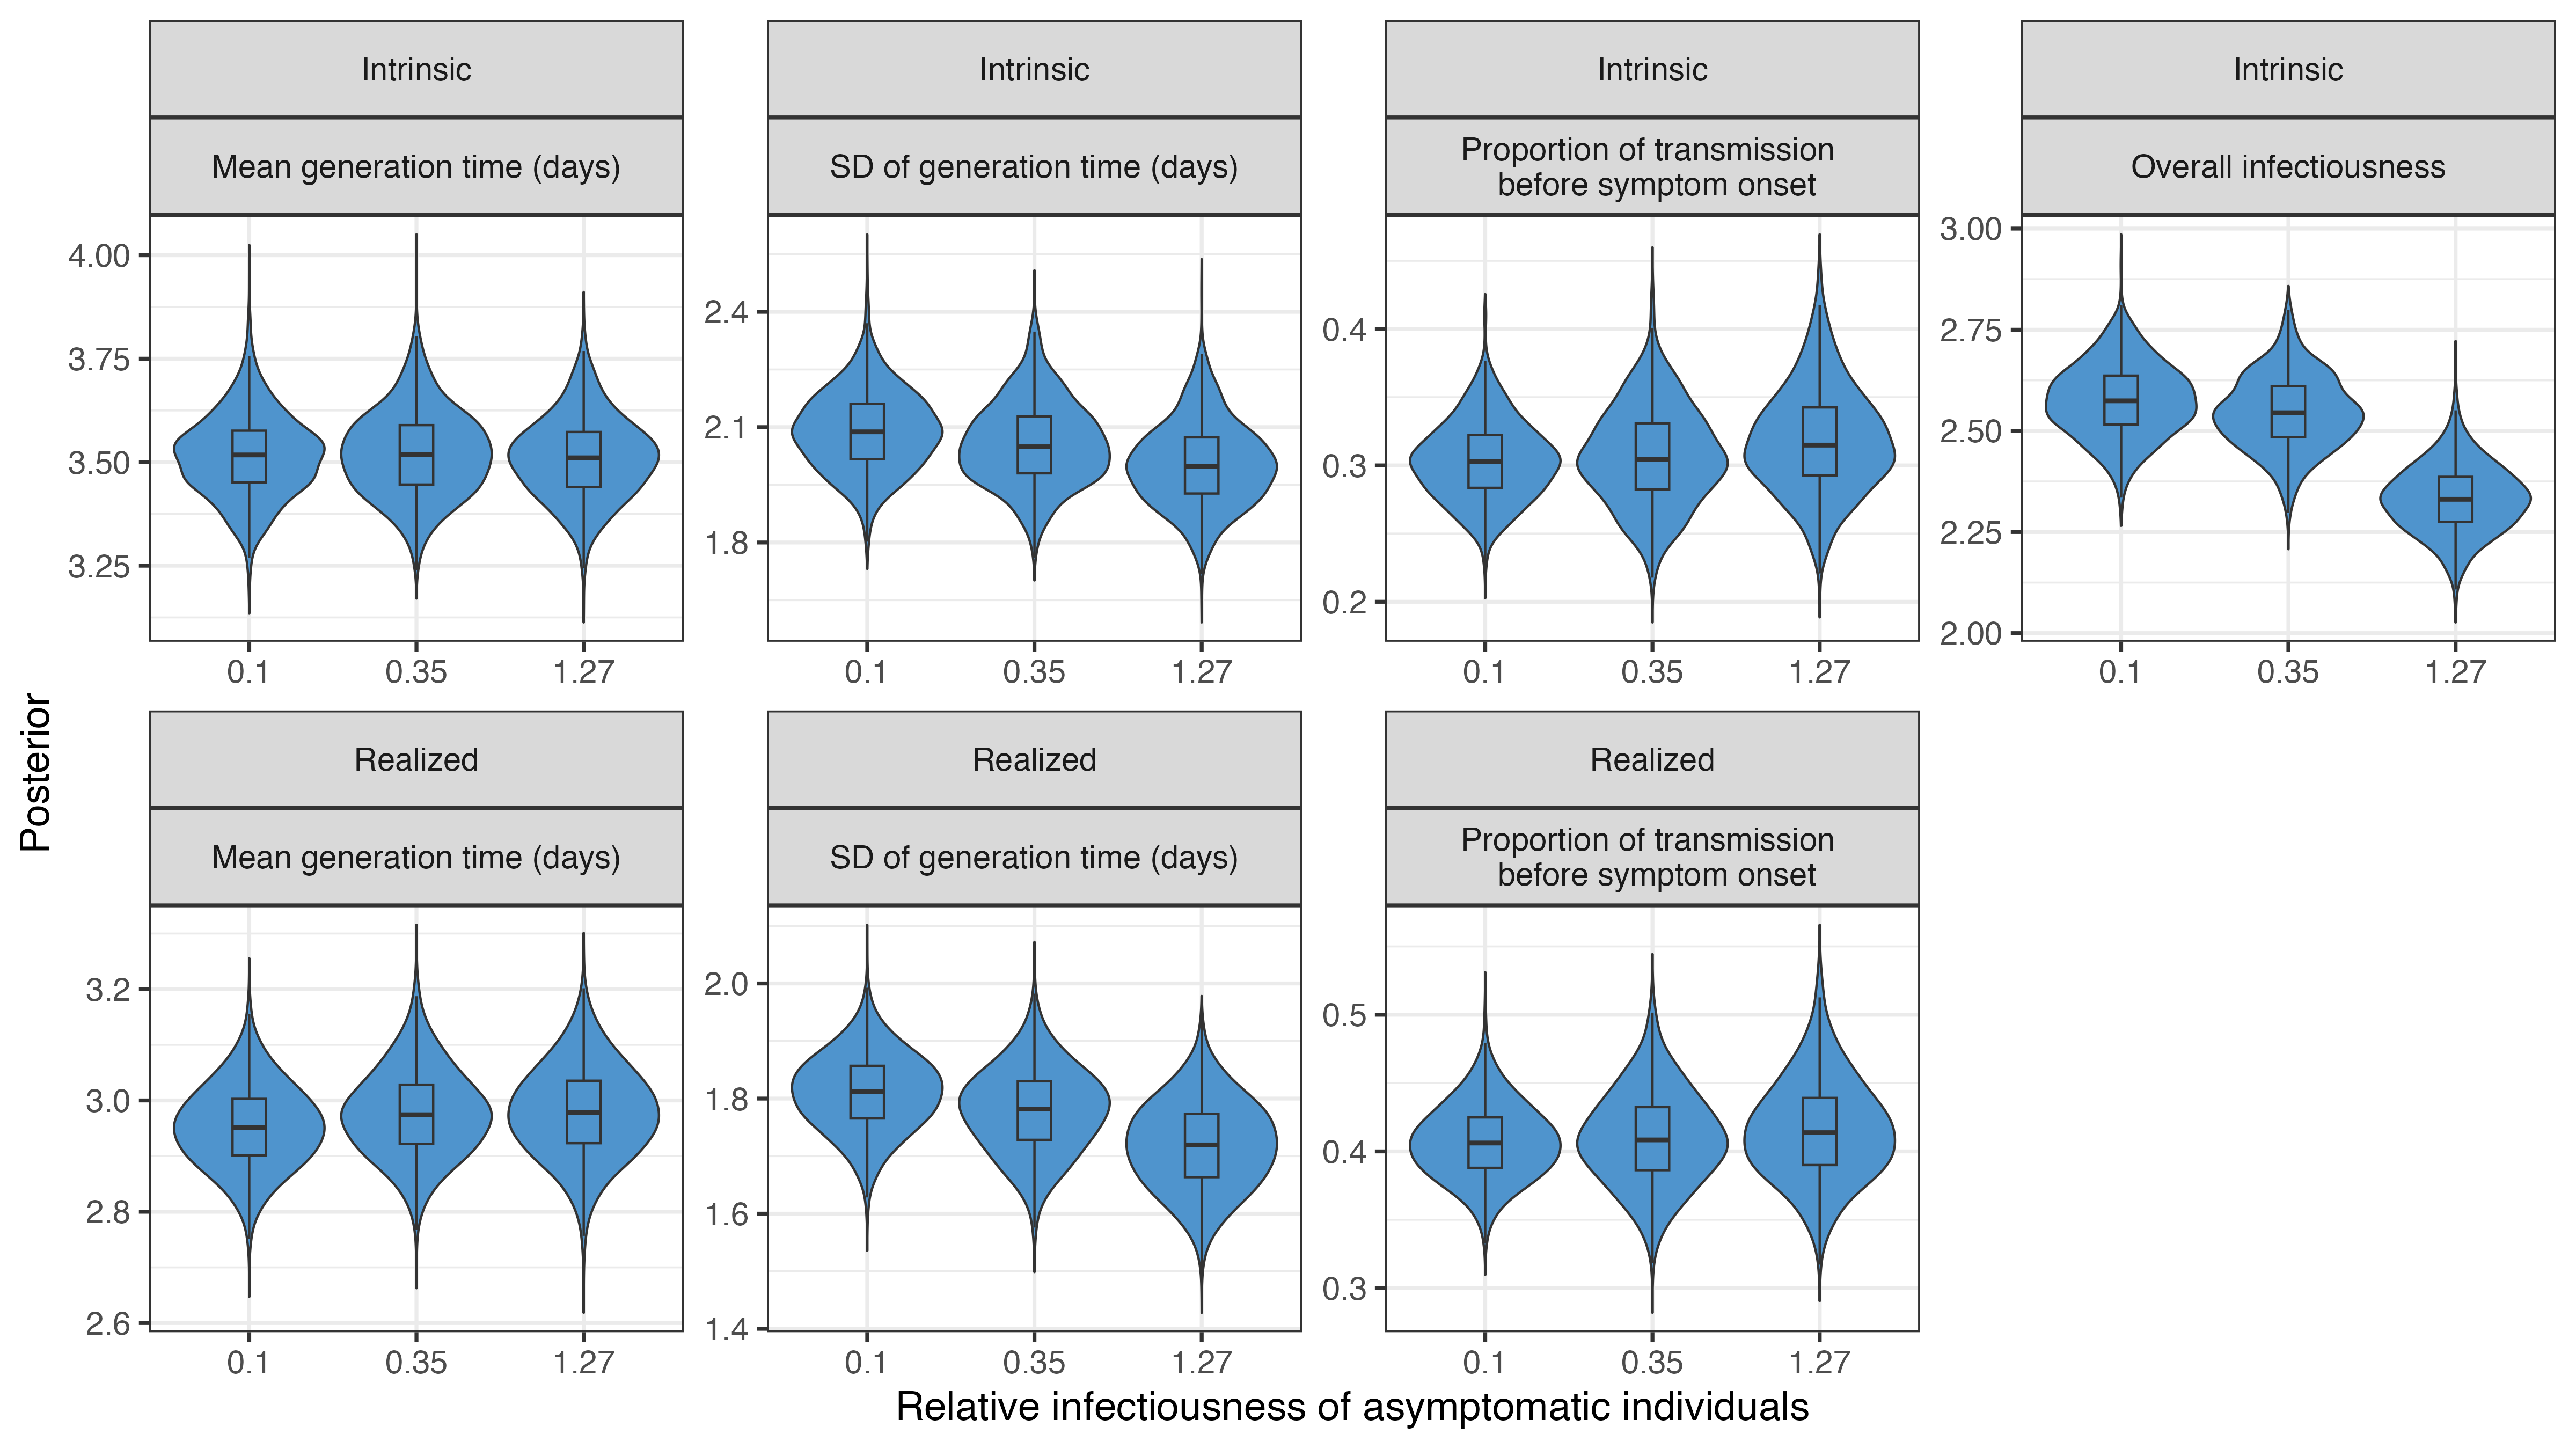 Intrinsic
Intrinsic
Intrinsic
Intrinsic
Mean generation time (days)
SD of generation time (days)
Proportion of transmission
before symptom onset
Overall infectiousness
4.00
3.75
3.50
3.25
2.4
2.1
1.8
0.4
0.3
0.2
3.00
2.75
2.50
2.25
2.00
0.1 0.35 1.27
0.1 0.35 1.27
0.1 0.35 1.27
0.1 0.35 1.27
Posterior
Realized
Realized
Realized
Mean generation time (days)
SD of generation time (days)
Proportion of transmission
before symptom onset
3.2
3.0
2.8
2.6
2.0
1.8
1.6
1.4
0.5
0.4
0.3
0.1 0.35 1.27
0.1 0.35 1.27
0.1 0.35 1.27
Relative infectiousness of asymptomatic individuals